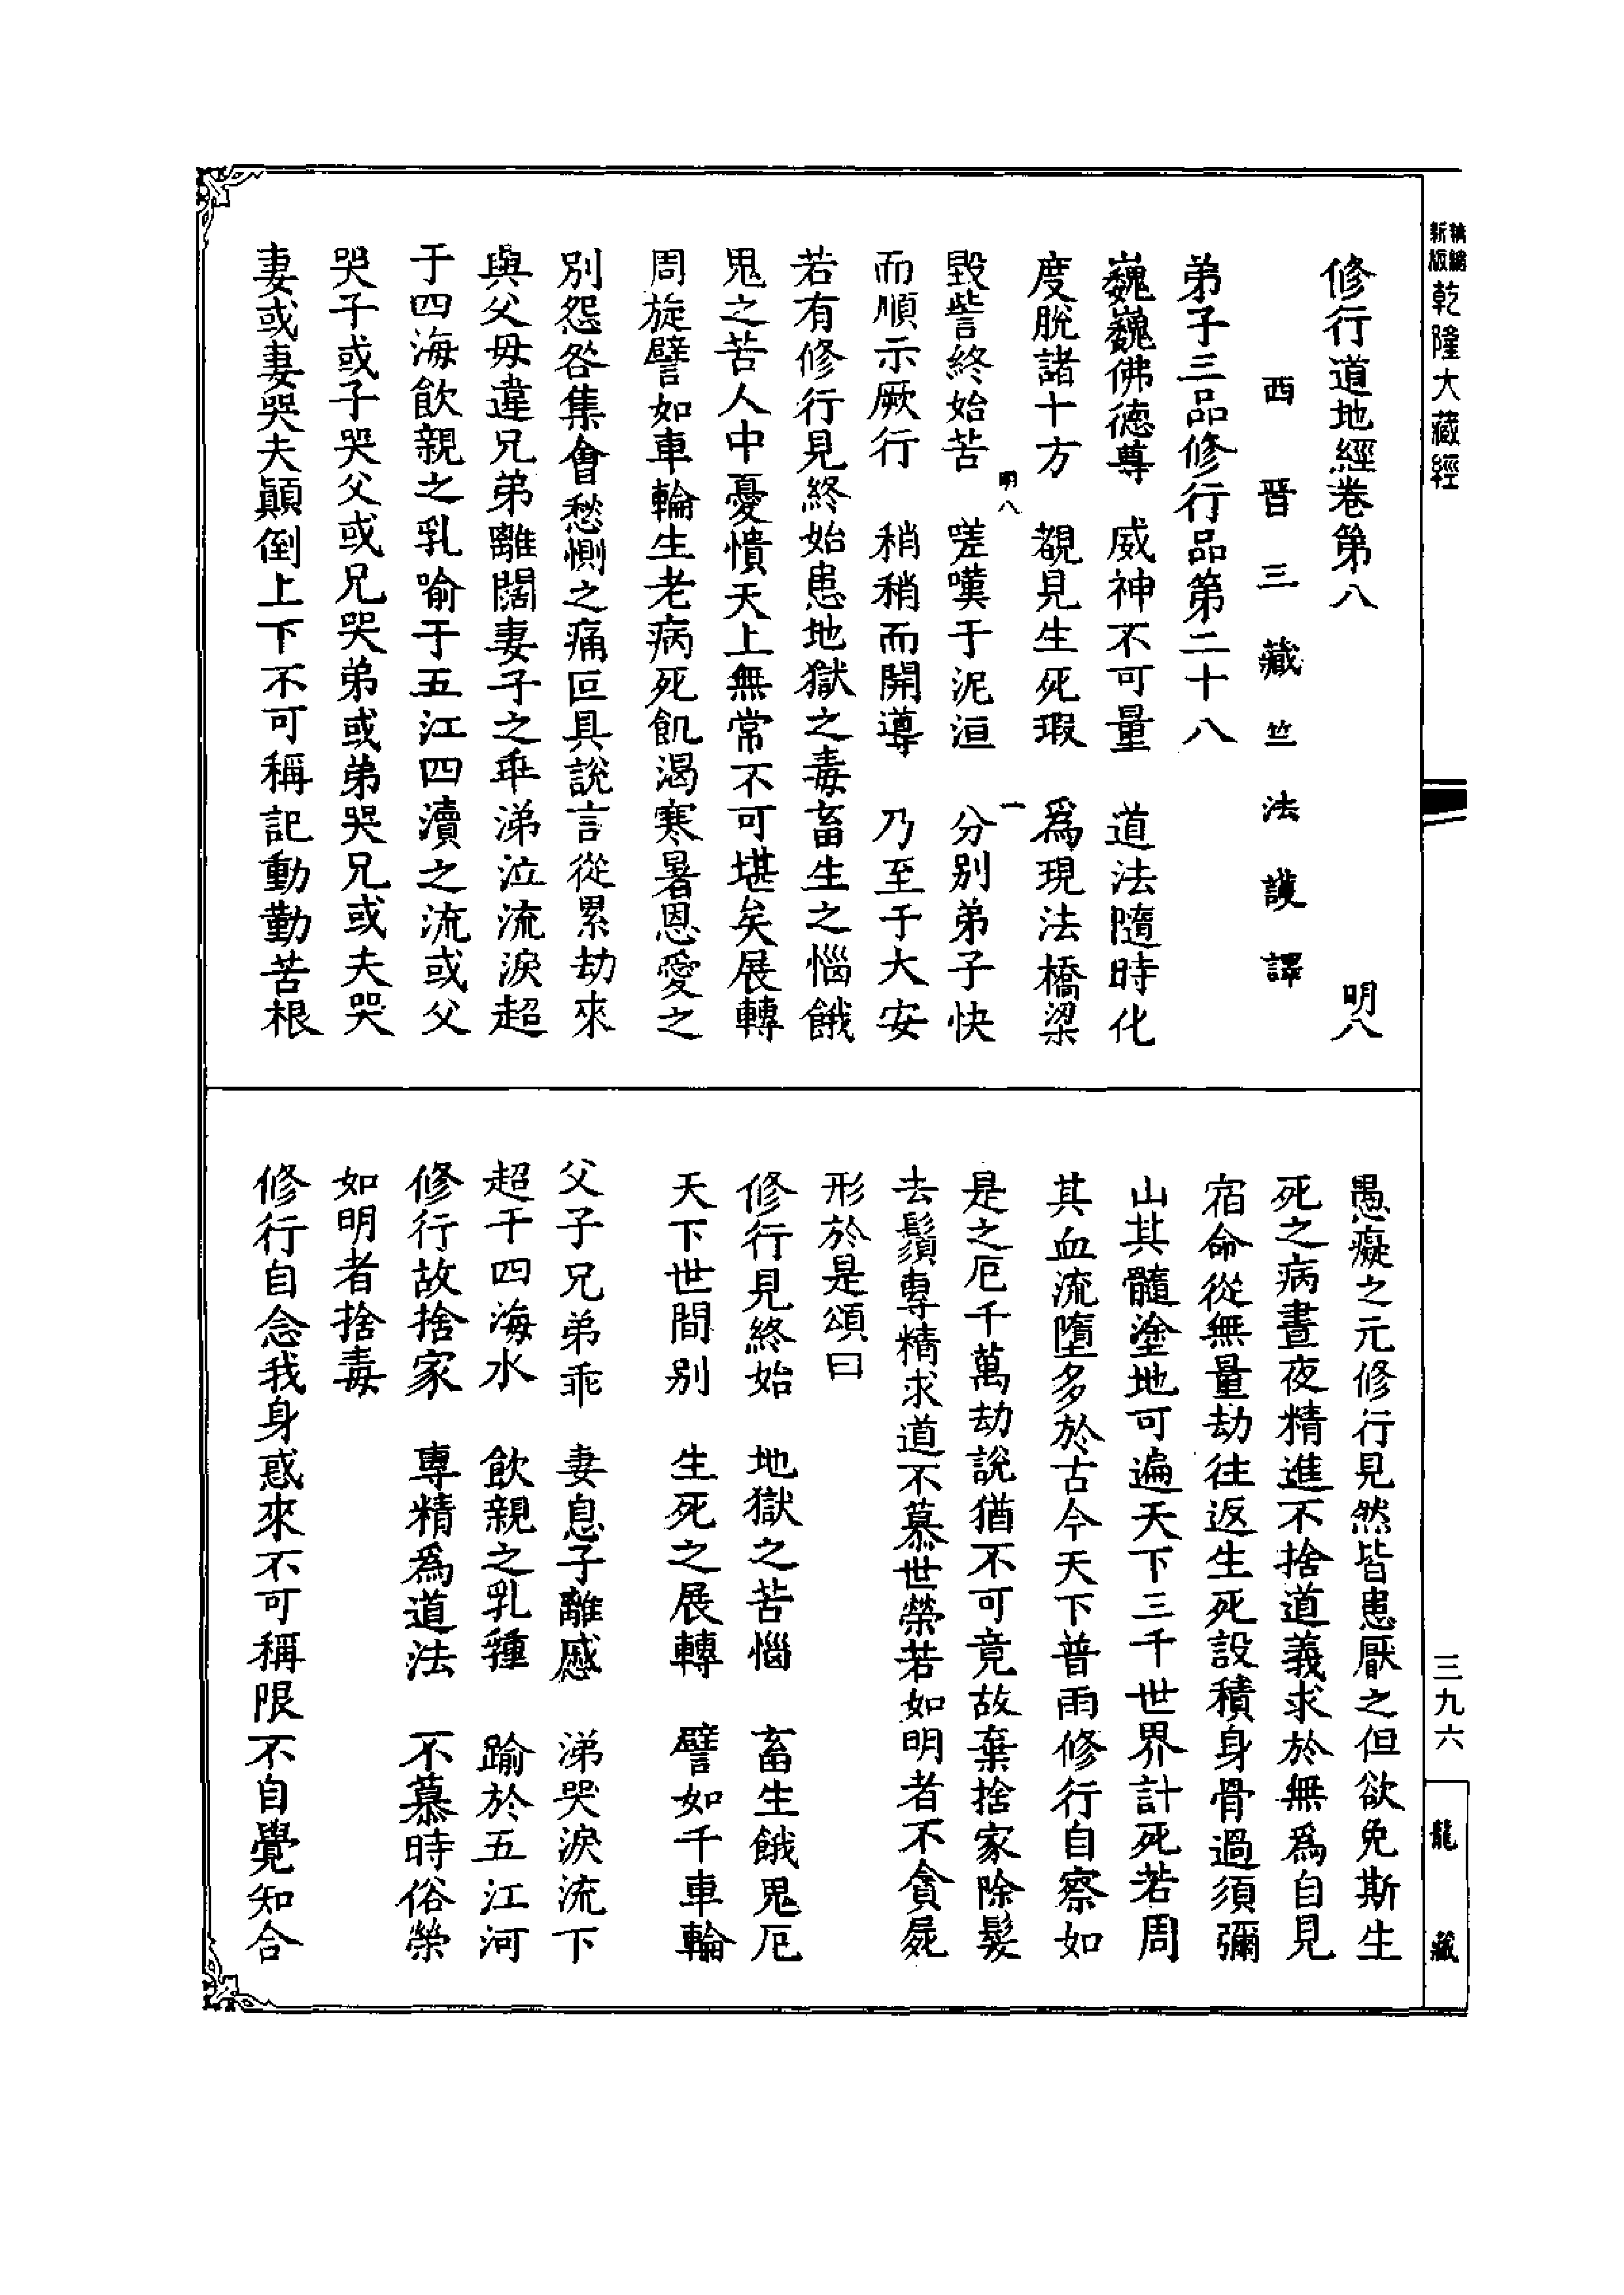 新版精編乾隆大藏經
修行道地經卷第八　明八
西晉三藏竺法護譯
弟子三品修行品第二十八
巍巍佛德尊　威神不可量　道法隨時化
度脫諸十方　覩見生死瑕　為現法橋梁
明八　一
毀訾終始苦　嗟嘆于泥洹　分別弟子快
而順示厥行　稍稍而開導　乃至于大安
若有修行見終始患地獄之毒畜生之惱餓
鬼之苦人中憂憒天上無常不可堪矣展轉
周旋譬如車輪生老病死飢渴寒暑恩愛之
別怨咎集會愁惻之痛叵具說言從累劫來
與父母違兄弟離闊妻子之乖涕泣流淚超
于四海飲親之乳喻于五江四瀆之流或父
哭子或子哭父或兄哭弟或弟哭兄或夫哭
妻或妻哭夫顛倒上下不可稱記動勤苦根
愚癡之元修行見然皆患厭之但欲免斯生
死之病晝夜精進不捨道義求於無為自見
宿命從無量劫往返生死設積身骨過須彌
山其髓塗地可遍天下三千世界計死若周
其血流墮多於古今天下普雨修行自察如
是之厄千萬劫說猶不可竟故棄捨家除髮
去鬚專精求道不慕世榮若如明者不貪屍
形於是頌曰
修行見終始　地獄之苦惱　畜生餓鬼厄
天下世間別　生死之展轉　譬如千車輪
父子兄弟乖　妻息子離慼　涕哭淚流下
超于四海水　飲親之乳種　踰於五江河
修行故捨家　專精為道法　不慕時俗榮
如明者捨毒
修行自念我身惑來不可稱限不自覺知合
三九六
龍藏